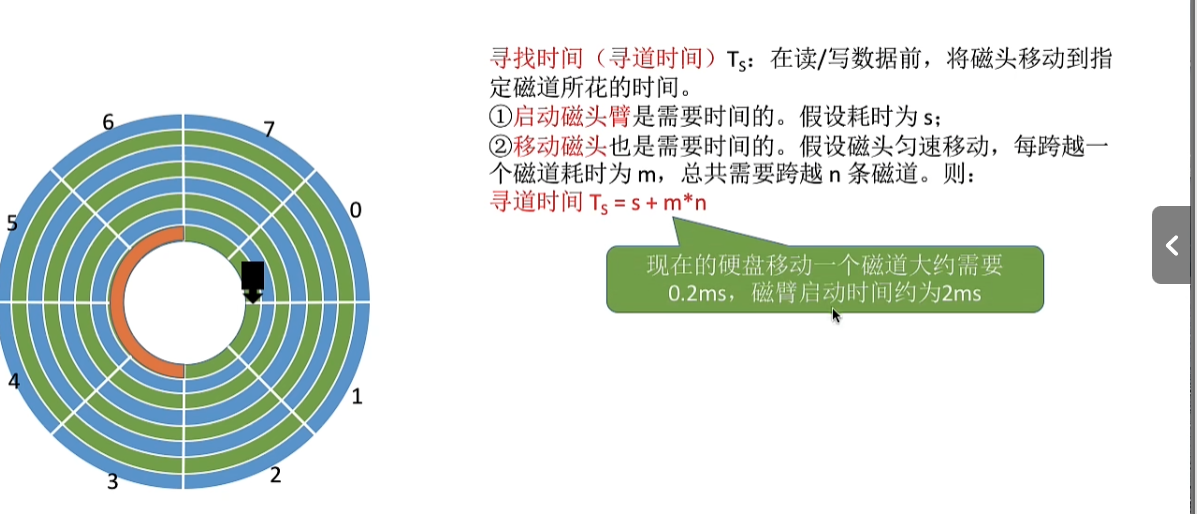 寻找时间（寻道时间）TS：在读/写数据前，将磁头移动到指
定磁道所花的时间。
①启动磁头臂是需要时间的。假设耗时为 s；
②移动磁头也是需要时间的。假设磁头匀速移动，每跨越一
个磁道耗时为 m，总共需要跨越 n 条磁道。则：
寻道时间 TS = s + m*n
现在的硬盘移动一个磁道大约需要
0.2ms，磁臂启动时间约为2ms
6
7
5
0
4
1
3
2